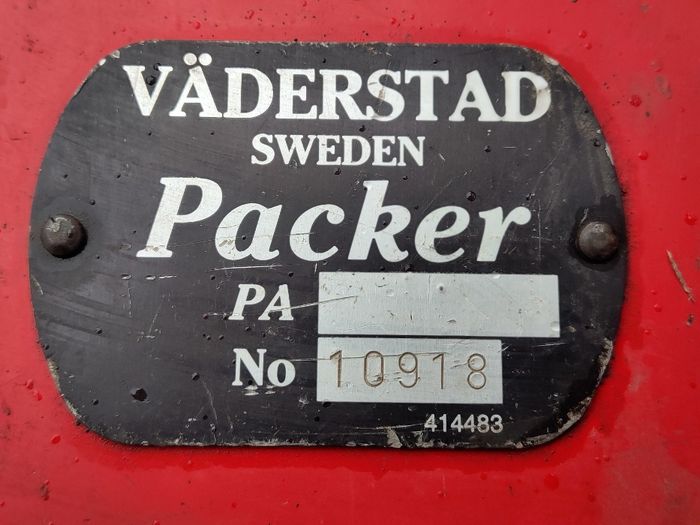 VÄDERSTAD
SWEDEN
Packer
PA
No 10918
414483